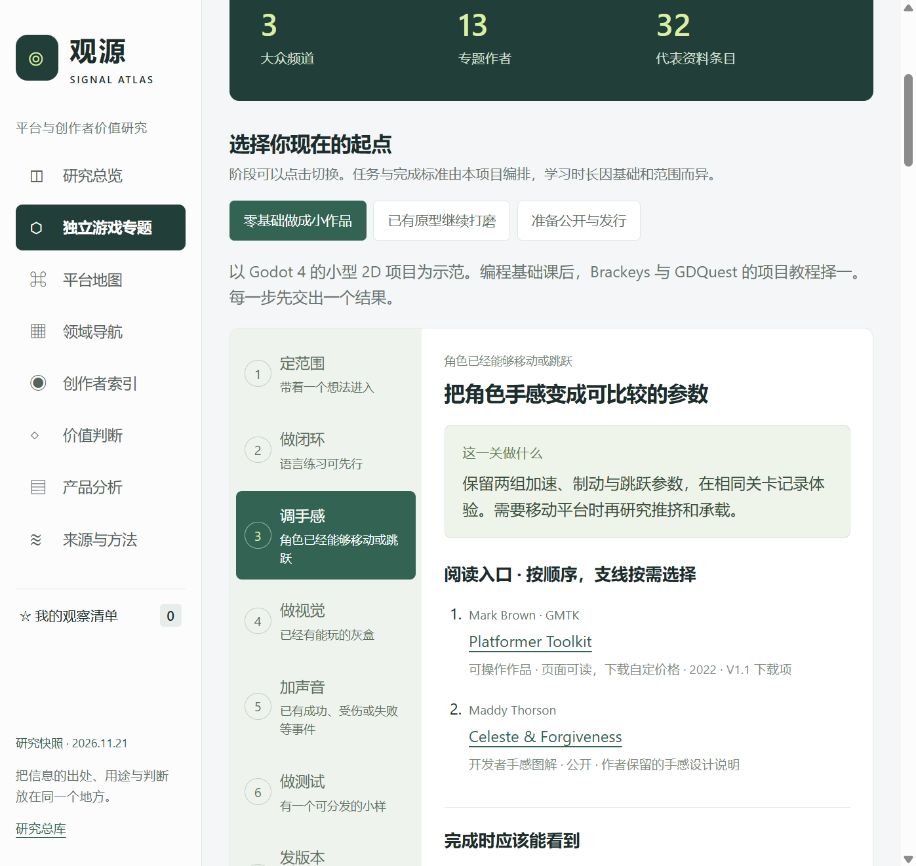 观源
SIGNAL ATLAS
平台与创作者价值研究
研究总览
独立游戏专题
平台地图
领域导航
创作者索引
价值判断
产品分析
来源与方法
☆ 我的观察清单 0
研究快照 · 2026.11.21
把信息的出处、用途与判断
放在同一个地方。
研究总库
3
大众频道
13
专题作者
32
代表资料条目
选择你现在的起点
阶段可以点击切换。任务与完成标准由本项目编排，学习时长因基础和范围而异。
零基础做成小作品
已有原型继续打磨
准备公开与发行
以 Godot 4 的小型 2D 项目为示范。编程基础课后，Brackeys 与 GDQuest 的项目教程择一。
每一步先交出一个结果。
1
定范围
带着一个想法进入
2
做闭环
语言练习可先行
3
调手感
角色已经能够移动或跳
跃
4
做视觉
已经有能玩的灰盒
5
加声音
已有成功、受伤或失败
等事件
6
做测试
有一个可分发的小样
发版本
角色已经能够移动或跳跃
把角色手感变成可比较的参数
这一关做什么
保留两组加速、制动与跳跃参数，在相同关卡记录体
验。需要移动平台时再研究推挤和承载。
阅读入口 · 按顺序，支线按需选择
1. Mark Brown · GMTK
Platformer Toolkit
可操作作品 · 页面可读，下载自定价格 · 2022 · V1.1 下载项
2. Maddy Thorson
Celeste & Forgiveness
开发者手感图解 · 公开 · 作者保留的手感设计说明
完成时应该能看到